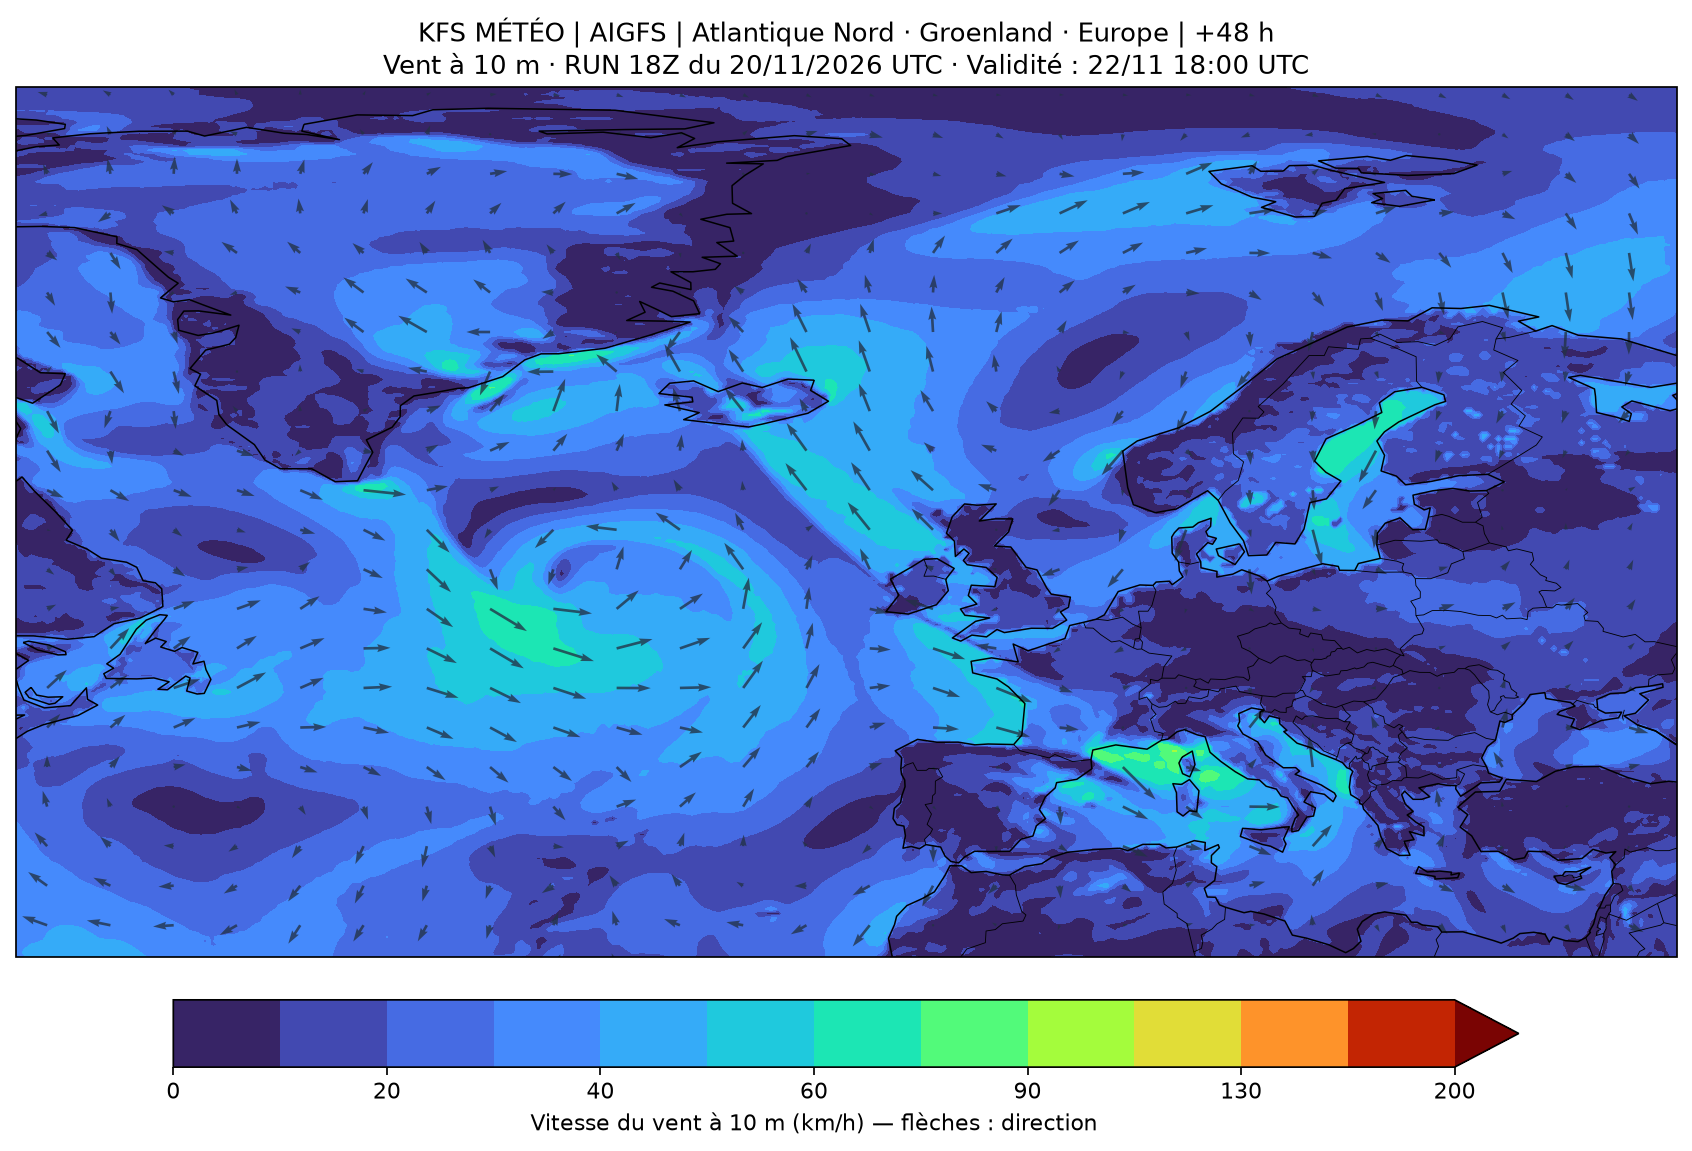 KFS MÉTÉO | AIGFS | Atlantique Nord · Groenland · Europe | +48 h
Vent à 10 m · RUN 18Z du 20/11/2026 UTC · Validité : 22/11 18:00 UTC
0 20 40 60 90 130 200
Vitesse du vent à 10 m (km/h) — flèches : direction